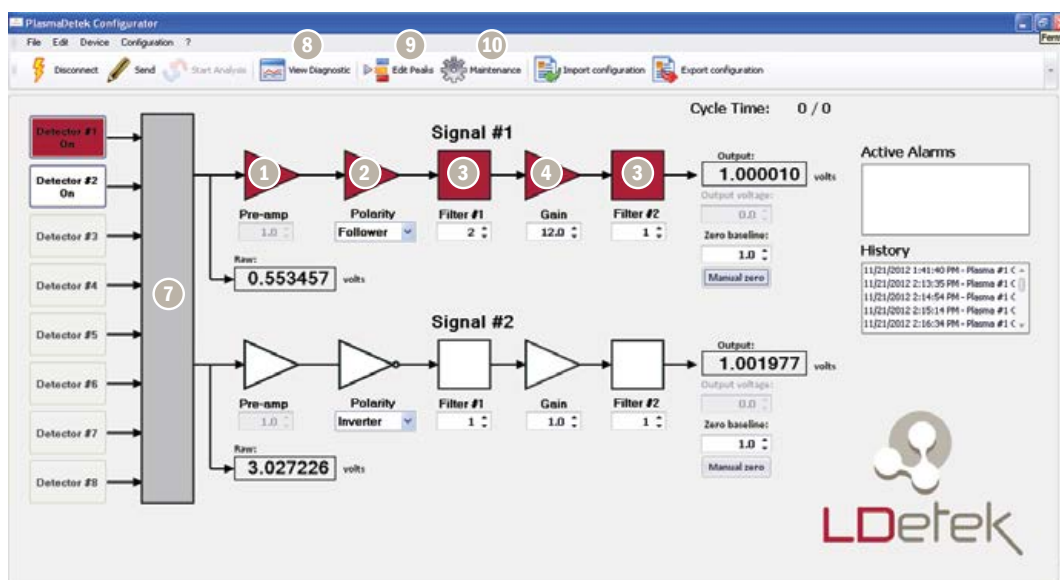 PlasmaDetek Configurator
File Edit Device Configuration ?
Ferm
8 9 10
Disconnect Send Start Analysis View Diagnostic Edit Peaks Maintenance Import configuration Export configuration
Cycle Time: 0 / 0
Detector #1
On
Detector #2
On
Detector #3
Detector #4
Detector #5
Detector #6
Detector #7
Detector #8
7
Signal #1
1 2 3 4 3
Pre-amp Polarity Filter #1 Gain Filter #2
1.0 Follower 2 12.0 1
Raw:
0.553457 volts
Output:
1.000010 volts
Output voltage:
0.0
Zero baseline:
1.0
Manual zero
Signal #2
Pre-amp Polarity Filter #1 Gain Filter #2
1.0 Inverter 1 1.0 1
Raw:
3.027226 volts
Output:
1.001977 volts
Output voltage:
0.0
Zero baseline:
1.0
Manual zero
Active Alarms
History
11/21/2012 1:41:40 PM - Plasma #1 C
11/21/2012 2:13:35 PM - Plasma #1 C
11/21/2012 2:14:54 PM - Plasma #1 C
11/21/2012 2:15:14 PM - Plasma #1 C
11/21/2012 2:16:34 PM - Plasma #1 C
LDetek